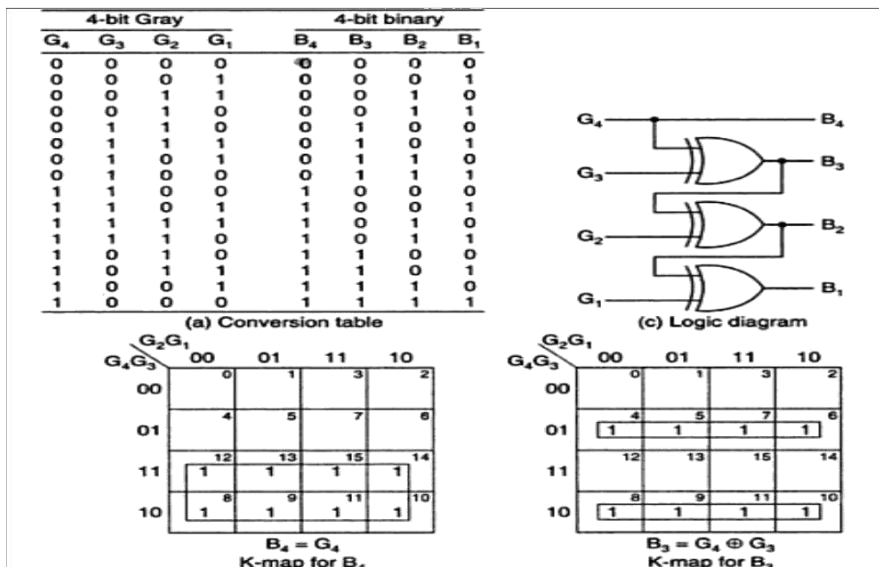 4-bit Gray 4-bit binary
G₄ G₃ G₂ G₁ B₄ B₃ B₂ B₁
0 0 0 0 0 0 0 0
0 0 0 1 0 0 0 1
0 0 1 1 0 0 1 0
0 0 1 0 0 0 1 1
0 1 1 0 0 1 0 0
0 1 1 1 0 1 0 1
0 1 0 1 0 1 1 0
0 1 0 0 0 1 1 1
1 1 0 0 1 0 0 0
1 1 0 1 1 0 0 1
1 1 1 1 1 0 1 0
1 1 1 0 1 0 1 1
1 0 1 0 1 1 0 0
1 0 1 1 1 1 0 1
1 0 0 1 1 1 1 0
1 0 0 0 1 1 1 1
(a) Conversion table
G₄ B₄
G₃ B₃
G₂ B₂
G₁ B₁
(c) Logic diagram
G₂G₁
G₄G₃ 00 01 11 10
0 1 3 2
00
4 5 7 6
01
12 13 15 14
11 1 1 1 1
8 9 11 10
10 1 1 1 1
B₄ = G₄
K-map for B₄
G₂G₁
G₄G₃ 00 01 11 10
0 1 3 2
00
4 5 7 6
01 1 1 1 1
12 13 15 14
11
8 9 11 10
10 1 1 1 1
B₃ = G₄ ⊕ G₃
K-map for B₃